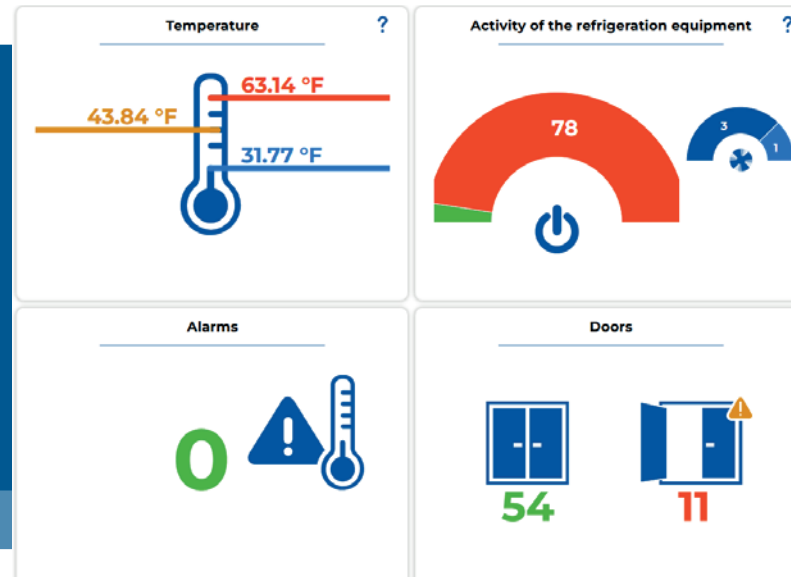 Temperature
?
63.14 °F
43.84 °F
31.77 °F
Activity of the refrigeration equipment
?
78
3
1
Alarms
0
Doors
54
11